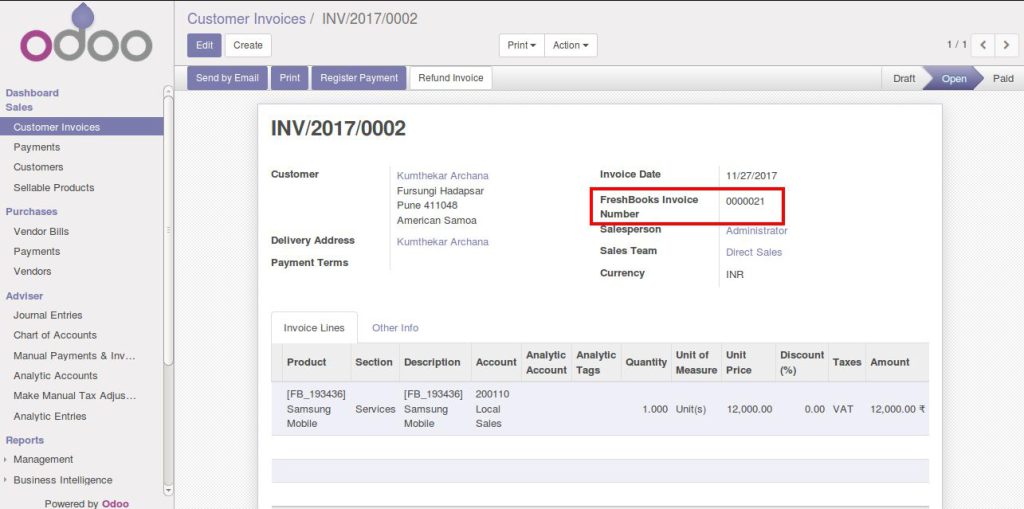 odoo
Dashboard
Sales
Customer Invoices
Payments
Customers
Sellable Products
Purchases
Vendor Bills
Payments
Vendors
Adviser
Journal Entries
Chart of Accounts
Manual Payments & Inv...
Analytic Accounts
Make Manual Tax Adjus...
Analytic Entries
Reports
Management
Business Intelligence
Powered by Odoo
Customer Invoices / INV/2017/0002
Edit Create Print Action 1 / 1
Send by Email Print Register Payment Refund Invoice Draft Open Paid
INV/2017/0002
Customer Kumthekar Archana
Fursungi Hadapsar
Pune 411048
American Samoa
Delivery Address Kumthekar Archana
Payment Terms
Invoice Date 11/27/2017
FreshBooks Invoice 0000021
Number
Salesperson Administrator
Sales Team Direct Sales
Currency INR
Invoice Lines Other Info
Product Section Description Account Analytic Account Analytic Tags Quantity Unit of Measure Unit Price Discount (%) Taxes Amount
[FB_193436] Samsung Mobile Services [FB_193436] Samsung Mobile 200110 Local Sales 1.000 Unit(s) 12,000.00 0.00 VAT 12,000.00 ₹